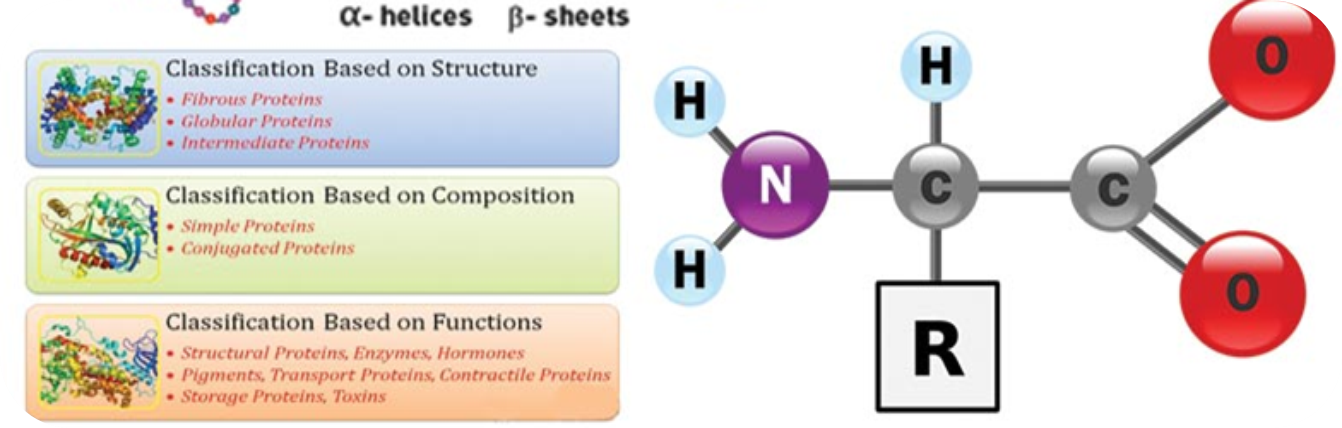 α- helices β- sheets
Classification Based on Structure
• Fibrous Proteins
• Globular Proteins
• Intermediate Proteins
Classification Based on Composition
• Simple Proteins
• Conjugated Proteins
Classification Based on Functions
• Structural Proteins, Enzymes, Hormones
• Pigments, Transport Proteins, Contractile Proteins
• Storage Proteins, Toxins
H H O
N C C
H O
R